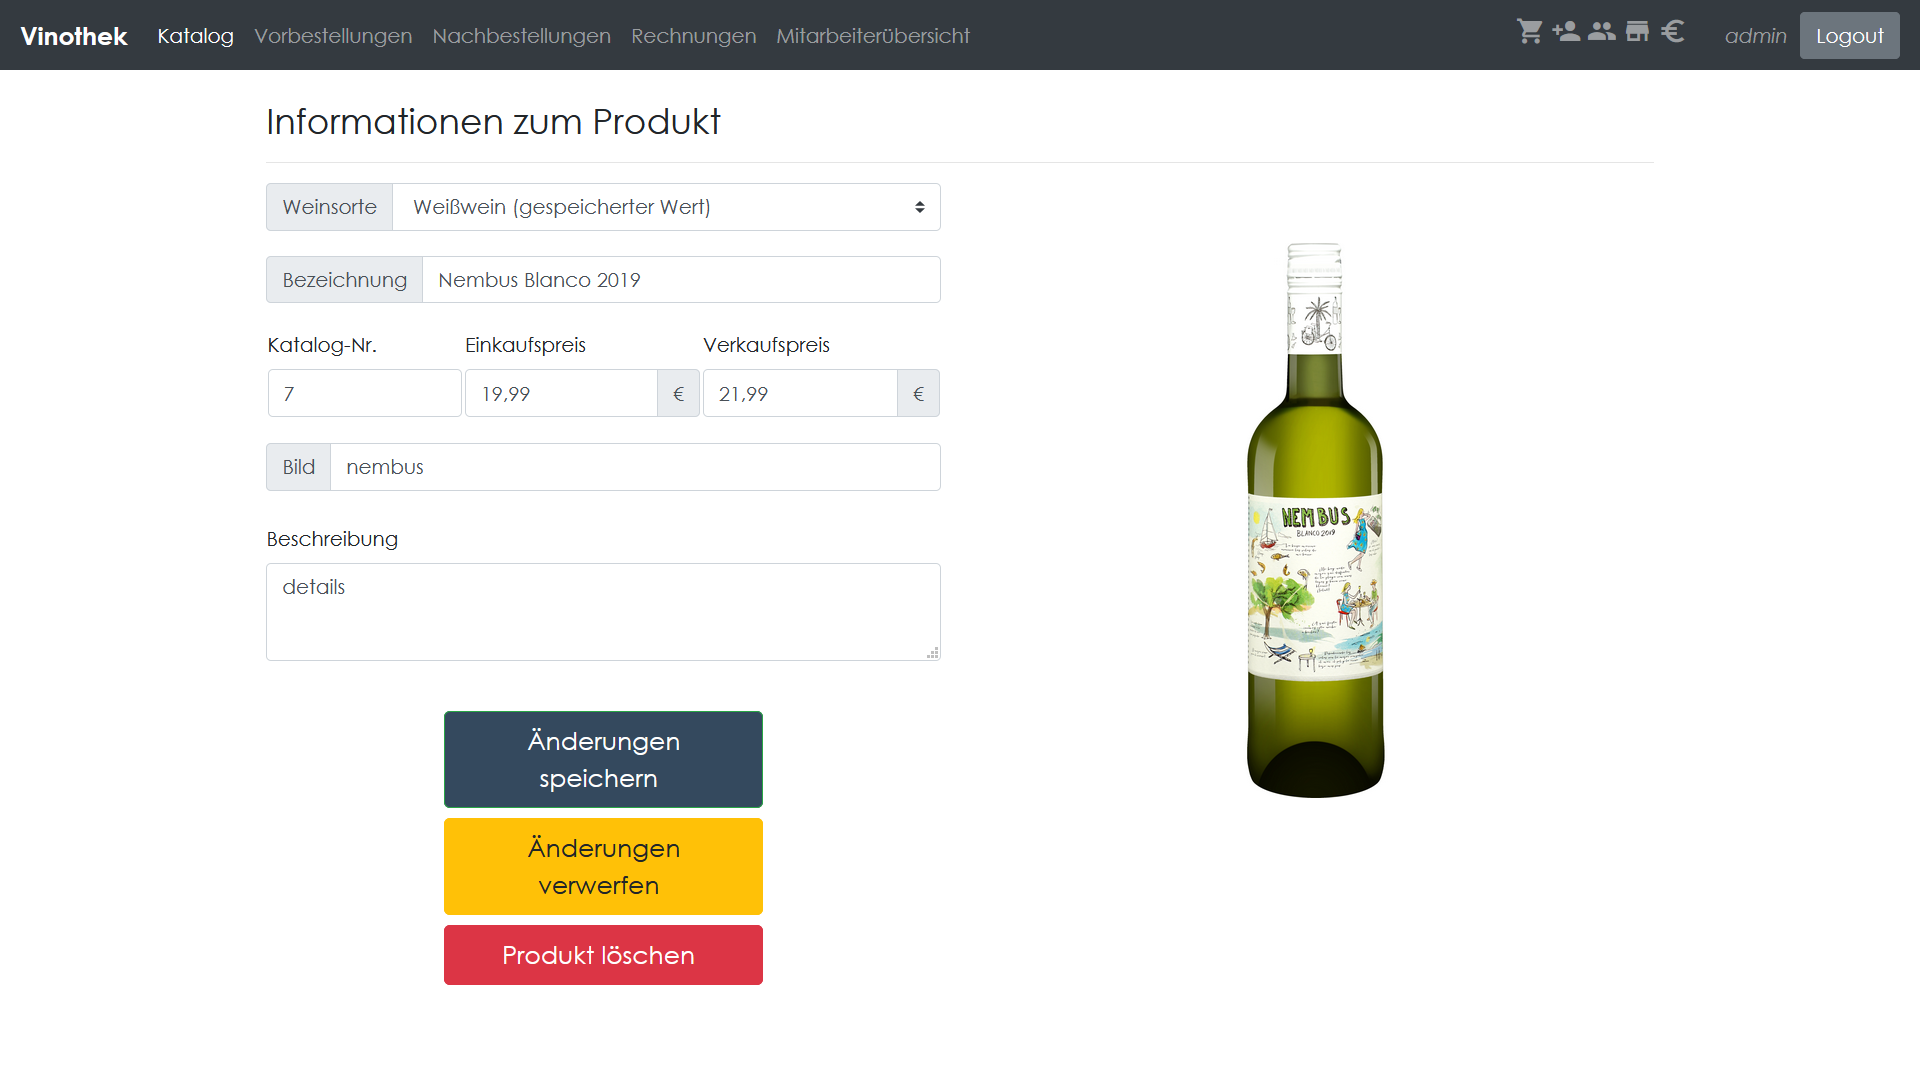 Vinothek Katalog Vorbestellungen Nachbestellungen Rechnungen Mitarbeiterübersicht admin Logout
Informationen zum Produkt
Weinsorte Weißwein (gespeicherter Wert)
Bezeichnung Nembus Blanco 2019
Katalog-Nr. Einkaufspreis Verkaufspreis
7 19,99 € 21,99 €
Bild nembus
Beschreibung
details
Änderungen
speichern
Änderungen
verwerfen
Produkt löschen
NEMBUS
BLANCO 2019